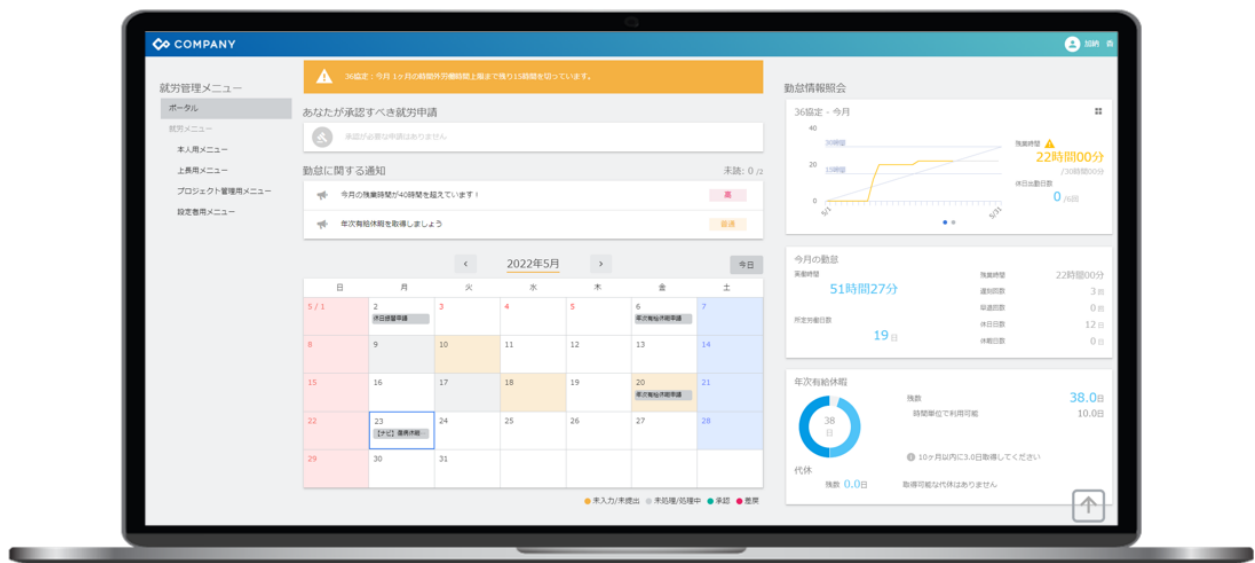 COMPANY
加納 直
就労管理メニュー
ポータル
就労メニュー
本人用メニュー
上長用メニュー
プロジェクト管理用メニュー
設定者用メニュー
36協定:今月 1ヶ月の時間外労働時間上限まで残り15時間を切っています。
あなたが承認すべき就労申請
承認が必要な申請はありません
勤怠に関する通知
未読: 0 /2
今月の残業時間が40時間を超えています!
高
年次有給休暇を取得しましょう
普通
2022年5月
今日
日 月 火 水 木 金 土
5 / 1 2 3 4 5 6 7
休日振替申請 年次有給休暇申請
8 9 10 11 12 13 14
15 16 17 18 19 20 21
年次有給休暇申請
22 23 24 25 26 27 28
【ナビ】
29 30 31
未入力/未提出 未処理/処理中 承認 差戻
勤怠情報照会
36協定 - 今月
40
30時間
20
15時間
0
5/1
5/31
残業時間
22時間00分
/30時間00分
休日出勤日数
0 /6回
今月の勤怠
実働時間
51時間27分
所定労働日数
19 日
残業時間 22時間00分
遅刻回数 3 回
早退回数 0 回
休日日数 12 日
休暇日数 0 日
年次有給休暇
38
日
残数 38.0日
時間単位で利用可能 10.0日
10ヶ月以内に3.0日取得してください
代休
残数 0.0日
取得可能な代休はありません